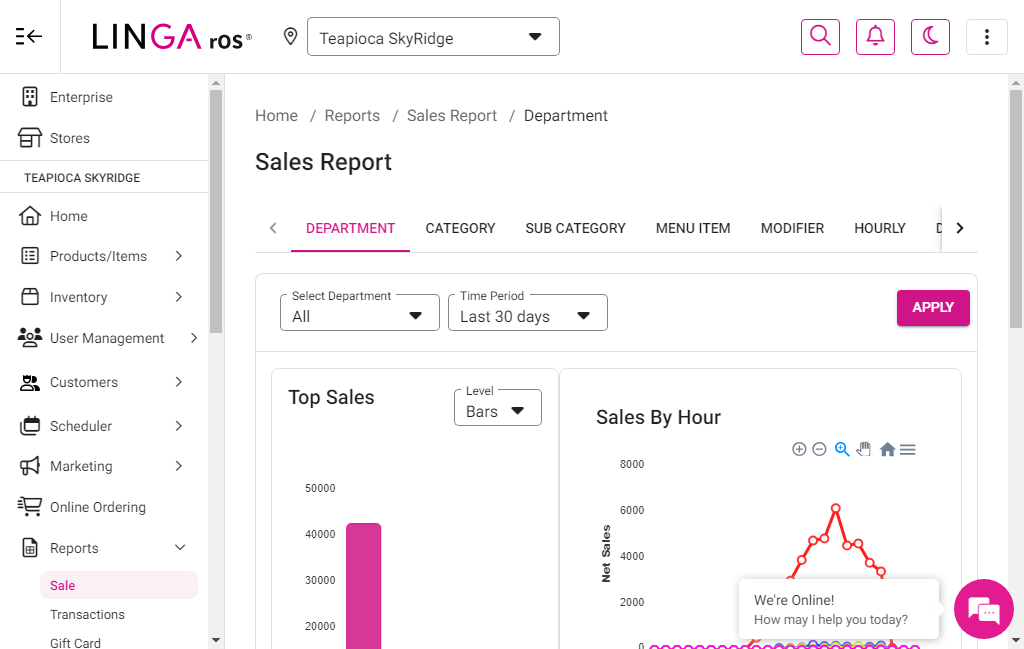 LINGA ros®
Teapioca SkyRidge
Enterprise
Stores
TEAPIOCA SKYRIDGE
Home
Products/Items
Inventory
User Management
Customers
Scheduler
Marketing
Online Ordering
Reports
Sale
Transactions
Gift Card
Home / Reports / Sales Report / Department
Sales Report
DEPARTMENT CATEGORY SUB CATEGORY MENU ITEM MODIFIER HOURLY D
Select Department
All
Time Period
Last 30 days
APPLY
Top Sales
Level
Bars
50000
40000
30000
20000
Sales By Hour
8000
6000
4000
2000
0
Net Sales
We're Online!
How may I help you today?